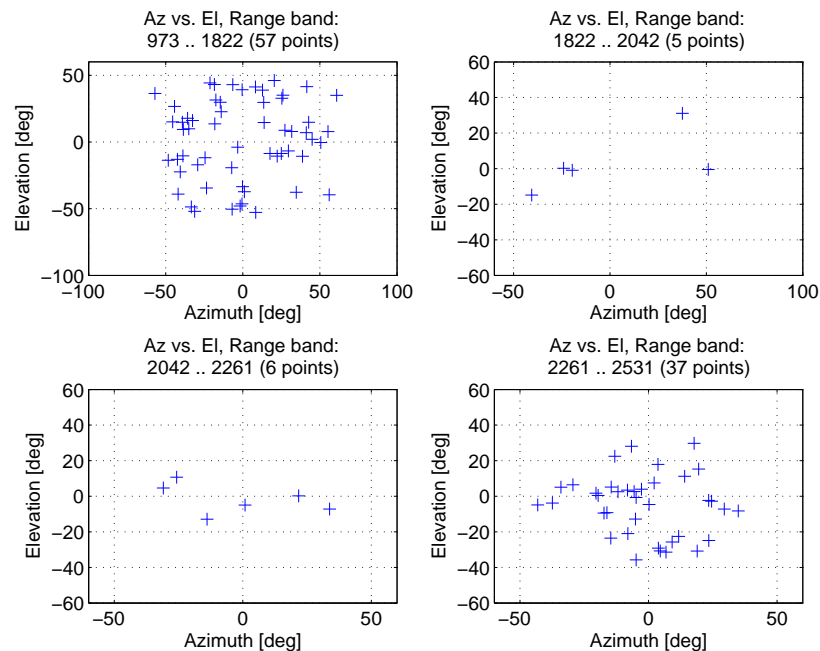 Az vs. El, Range band:
973 .. 1822 (57 points)
50
0
−50
−100
Elevation [deg]
−100 −50 0 50 100
Azimuth [deg]
Az vs. El, Range band:
1822 .. 2042 (5 points)
60
40
20
0
−20
−40
−60
Elevation [deg]
−50 0 50 100
Azimuth [deg]
Az vs. El, Range band:
2042 .. 2261 (6 points)
60
40
20
0
−20
−40
−60
Elevation [deg]
−50 0 50
Azimuth [deg]
Az vs. El, Range band:
2261 .. 2531 (37 points)
60
40
20
0
−20
−40
−60
Elevation [deg]
−50 0 50
Azimuth [deg]